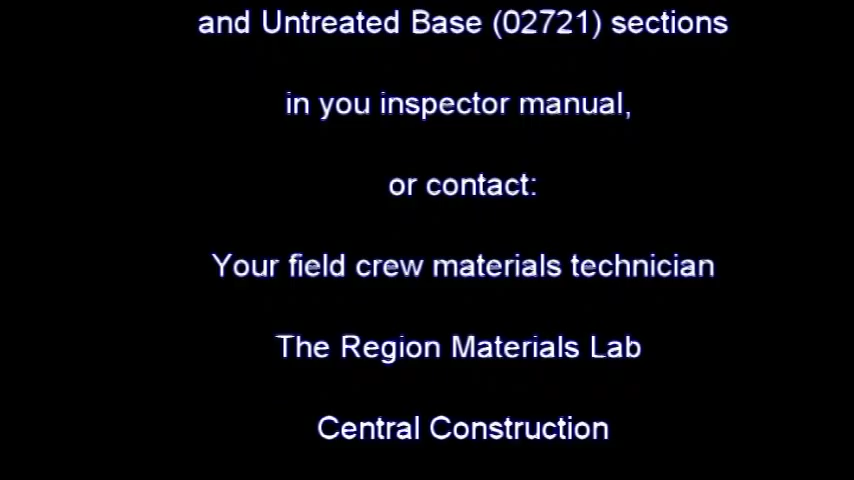 and Untreated Base (02721) sections
in you inspector manual,
or contact:
Your field crew materials technician
The Region Materials Lab
Central Construction